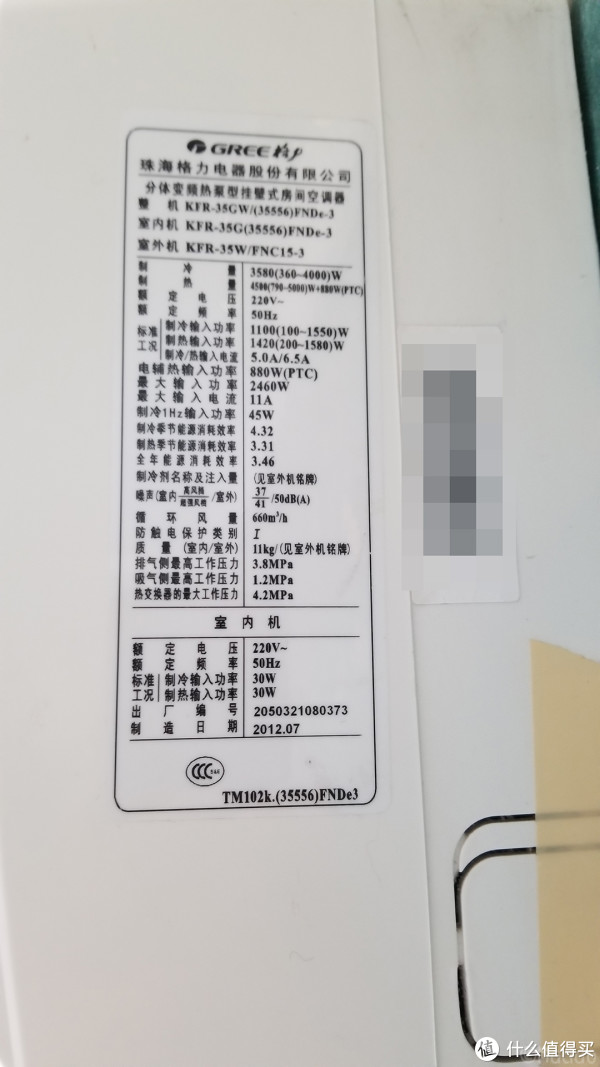 GREE 格力
珠海格力电器股份有限公司
分体变频热泵型挂壁式房间空调器
整机 KFR-35GW/(35556)FNDe-3
室内机 KFR-35G(35556)FNDe-3
室外机 KFR-35W/FNC15-3
制冷量 3580(360~4000)W
制热量 4500(790~5000)W+880W(PTC)
额定电压 220V~
额定频率 50Hz
标准工况 制冷输入功率 1100(100~1550)W
制热输入功率 1420(200~1580)W
制冷/热输入电流 5.0A/6.5A
电辅热输入功率 880W(PTC)
最大输入功率 2460W
最大输入电流 11A
制冷1Hz输入功率 45W
制冷季节能源消耗效率 4.32
制热季节能源消耗效率 3.31
全年能源消耗效率 3.46
制冷剂名称及注入量 (见室外机铭牌)
噪声(室内 高风档/超强风档 /室外) 37/41 /50dB(A)
循环风量 660m³/h
防触电保护类别 I
质量(室内/室外) 11kg/(见室外机铭牌)
排气侧最高工作压力 3.8MPa
吸气侧最高工作压力 1.2MPa
热交换器的最大工作压力 4.2MPa
室内机
额定电压 220V~
额定频率 50Hz
标准工况 制冷输入功率 30W
制热输入功率 30W
出厂编号 2050321080373
制造日期 2012.07
CCC S&E
TM102k.(35556)FNDe3
值 什么值得买